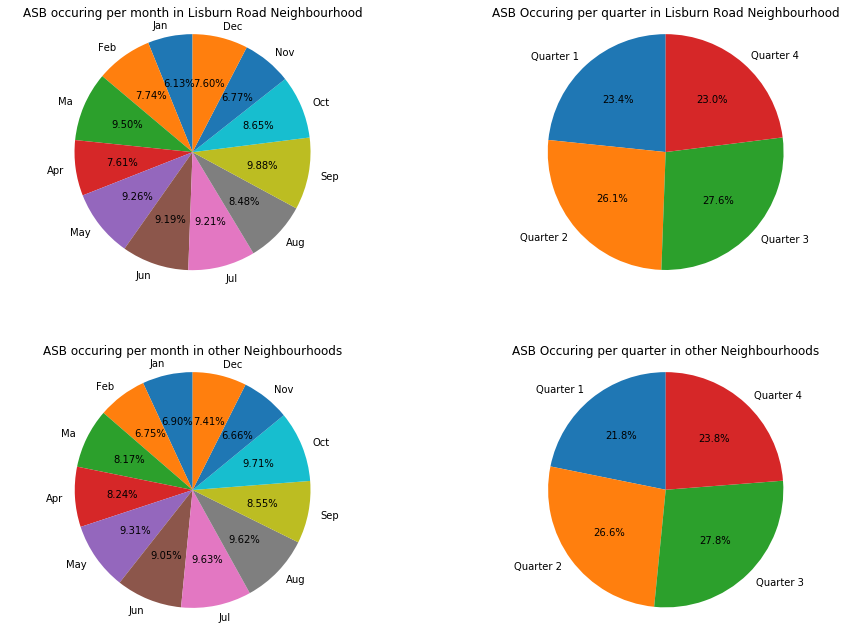 ASB occuring per month in Lisburn Road Neighbourhood
Jan
6.13%
Feb
7.74%
Ma
9.50%
Apr
7.61%
May
9.26%
Jun
9.19%
Jul
9.21%
Aug
8.48%
Sep
9.88%
Oct
8.65%
Nov
6.77%
Dec
7.60%
ASB Occuring per quarter in Lisburn Road Neighbourhood
Quarter 1
23.4%
Quarter 2
26.1%
Quarter 3
27.6%
Quarter 4
23.0%
ASB occuring per month in other Neighbourhoods
Jan
6.90%
Feb
6.75%
Ma
8.17%
Apr
8.24%
May
9.31%
Jun
9.05%
Jul
9.63%
Aug
9.62%
Sep
8.55%
Oct
9.71%
Nov
6.66%
Dec
7.41%
ASB Occuring per quarter in other Neighbourhoods
Quarter 1
21.8%
Quarter 2
26.6%
Quarter 3
27.8%
Quarter 4
23.8%